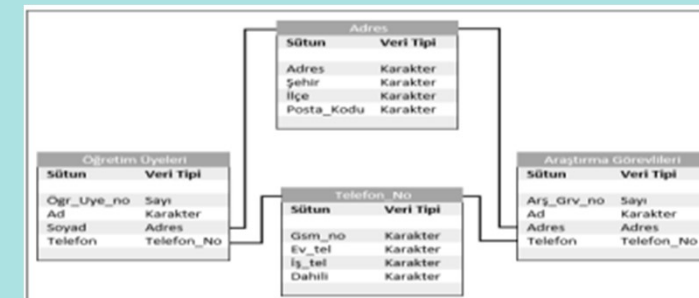 Adres
Sütun Veri Tipi
Adres Karakter
Şehir Karakter
İlçe Karakter
Posta_Kodu Karakter
Öğretim Üyeleri
Sütun Veri Tipi
Ögr_Uye_no Sayı
Ad Karakter
Soyad Adres
Telefon Telefon_No
Telefon_No
Sütun Veri Tipi
Gsm_no Karakter
Ev_tel Karakter
İş_tel Karakter
Dahili Karakter
Araştırma Görevlileri
Sütun Veri Tipi
Arş_Grv_no Sayı
Ad Karakter
Adres Adres
Telefon Telefon_No